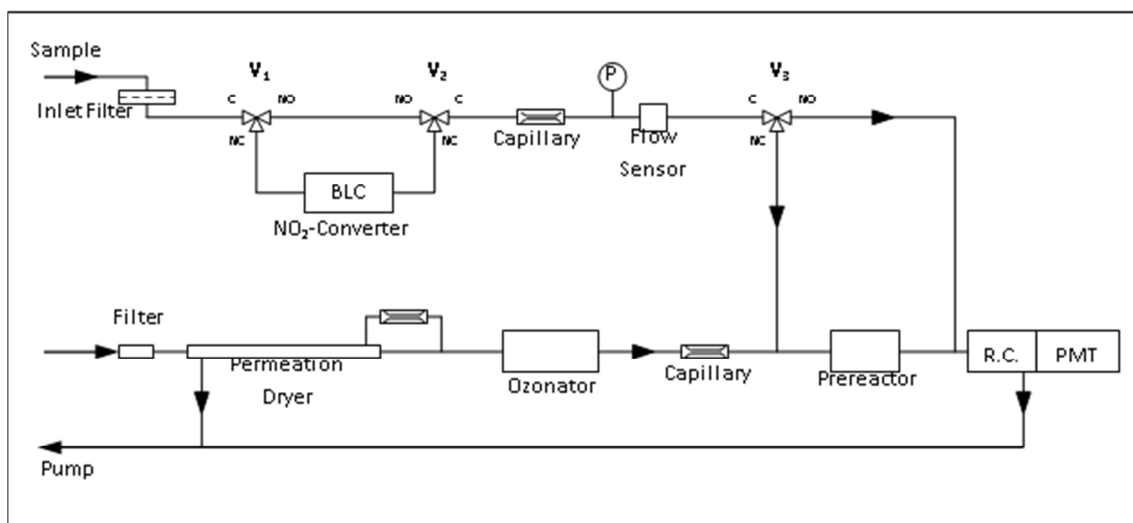 Sample
Inlet Filter
V1
C
NO
NC
V2
NO
C
NC
BLC
NO2-Converter
Capillary
P
Flow
Sensor
V3
C
NO
NC
Filter
Permeation
Dryer
Ozonator
Capillary
Prereactor
R.C.
PMT
Pump